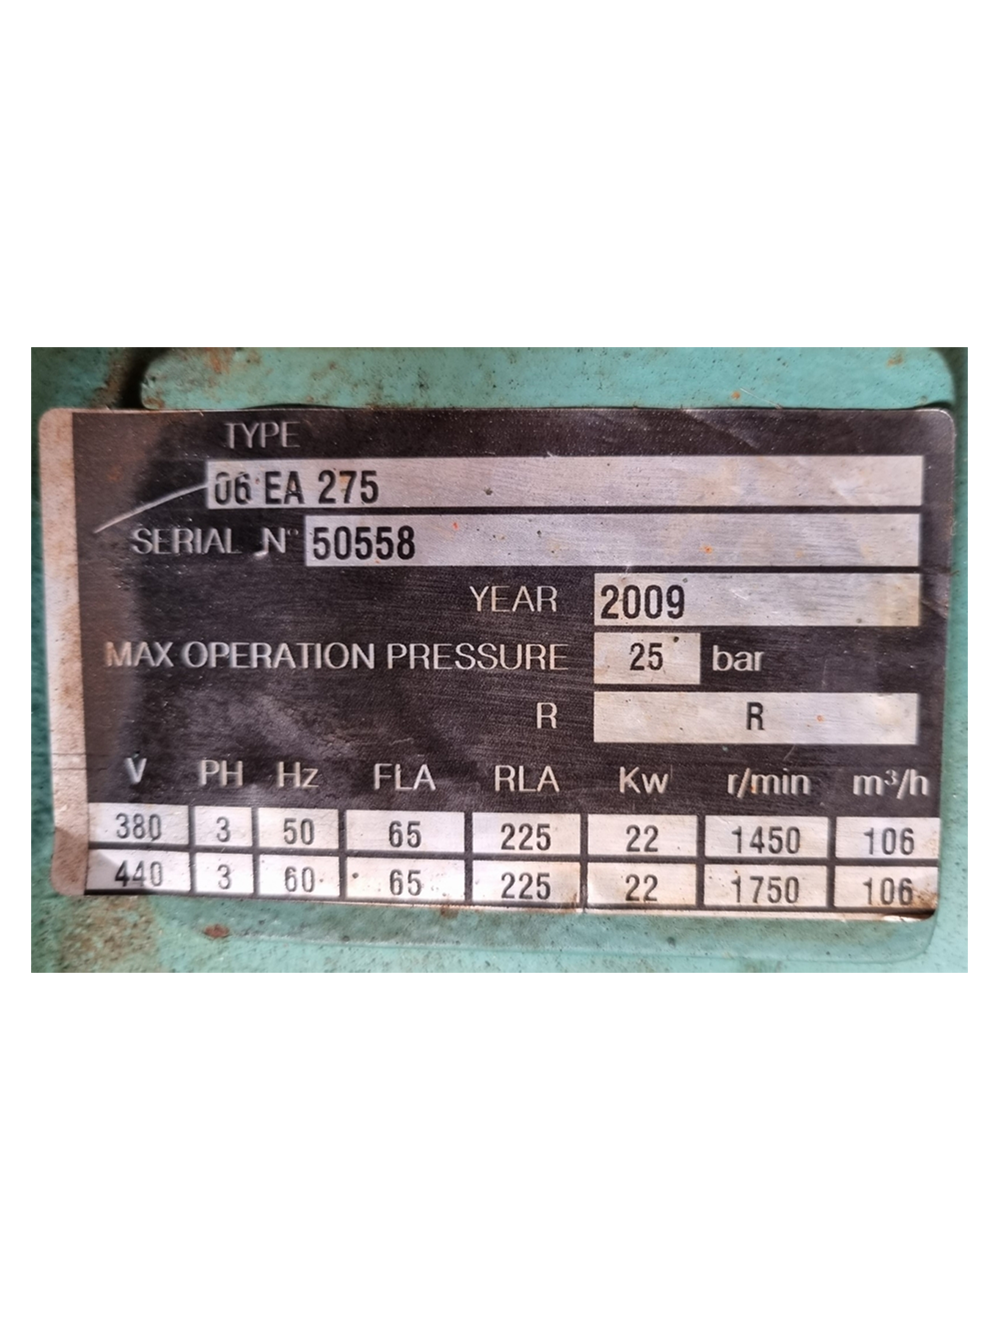 TYPE
06 EA 275
SERIAL N° 50558
YEAR 2009
MAX OPERATION PRESSURE 25 bar
R R
V PH Hz FLA RLA Kw r/min m³/h
380 3 50 65 225 22 1450 106
440 3 60 65 225 22 1750 106